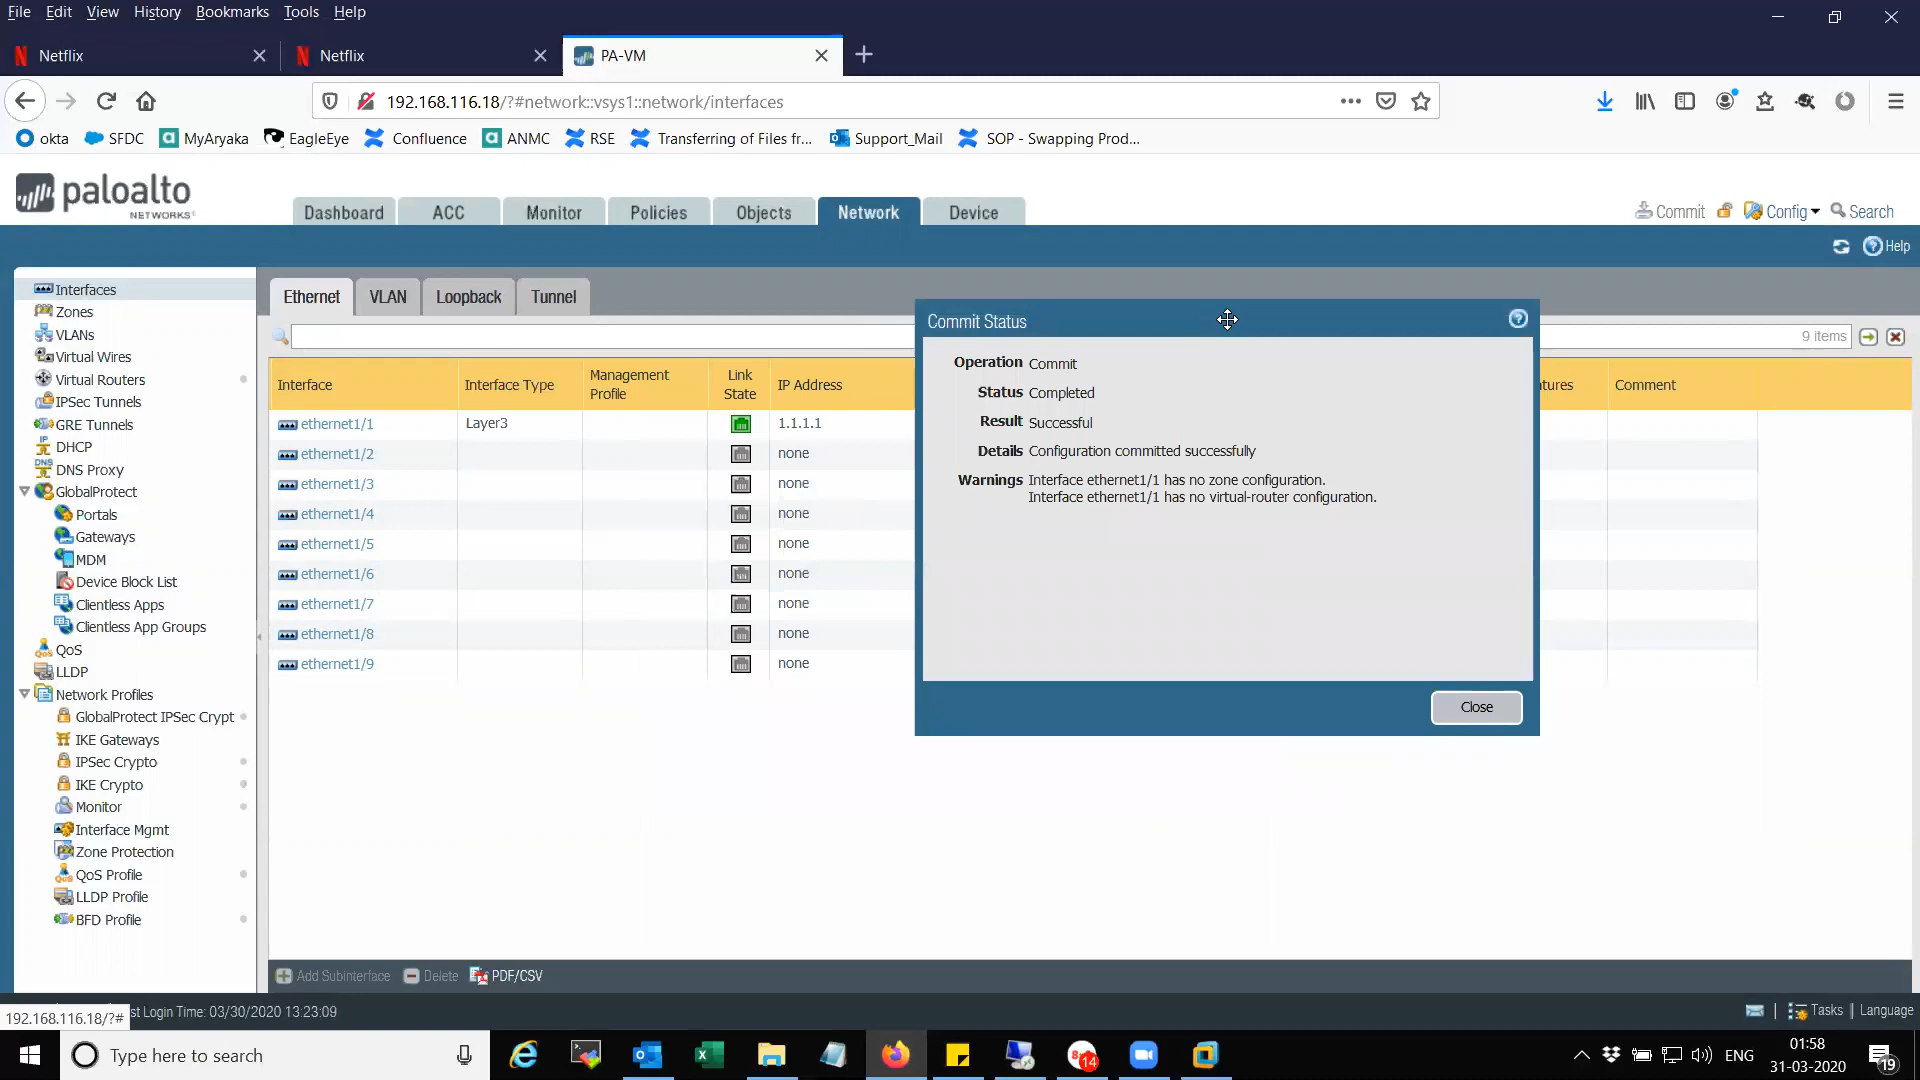 File Edit View History Bookmarks Tools Help
Netflix
Netflix
PA-VM
192.168.116.18/?#network::vsys1::network/interfaces
okta SFDC MyAryaka EagleEye Confluence ANMC RSE Transferring of Files fr... Support_Mail SOP - Swapping Prod...
paloalto
NETWORKS
Dashboard ACC Monitor Policies Objects Network Device
Commit Config Search
Help
Interfaces
Zones
VLANs
Virtual Wires
Virtual Routers
IPSec Tunnels
GRE Tunnels
DHCP
DNS Proxy
GlobalProtect
Portals
Gateways
MDM
Device Block List
Clientless Apps
Clientless App Groups
QoS
LLDP
Network Profiles
GlobalProtect IPSec Crypt
IKE Gateways
IPSec Crypto
IKE Crypto
Monitor
Interface Mgmt
Zone Protection
QoS Profile
LLDP Profile
BFD Profile
Ethernet VLAN Loopback Tunnel
9 items
Interface Interface Type Management Profile Link State IP Address tures Comment
ethernet1/1 Layer3 1.1.1.1
ethernet1/2 none
ethernet1/3 none
ethernet1/4 none
ethernet1/5 none
ethernet1/6 none
ethernet1/7 none
ethernet1/8 none
ethernet1/9 none
Commit Status
Operation Commit
Status Completed
Result Successful
Details Configuration committed successfully
Warnings Interface ethernet1/1 has no zone configuration.
Interface ethernet1/1 has no virtual-router configuration.
Close
Add Subinterface Delete PDF/CSV
192.168.116.18/?# st Login Time: 03/30/2020 13:23:09
Tasks | Language
Type here to search
14
ENG
01:58
31-03-2020
19